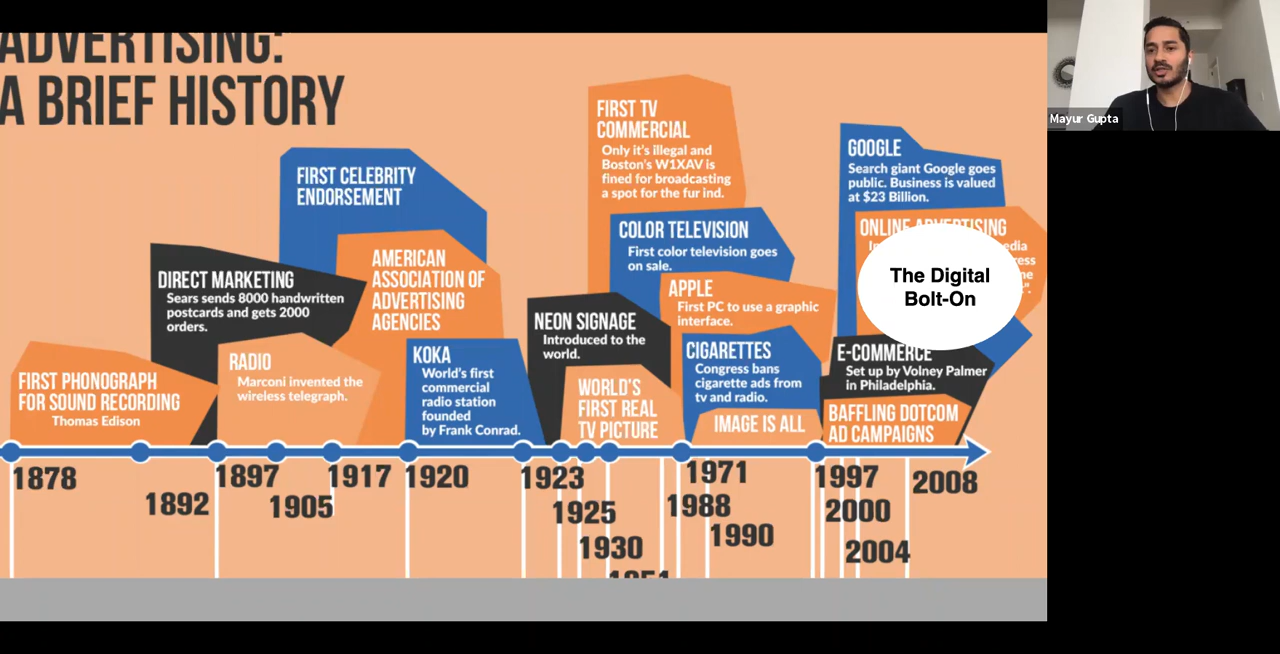 ADVERTISING:
A BRIEF HISTORY
FIRST TV
COMMERCIAL
Only it's illegal and
Boston's W1XAV is
fined for broadcasting
a spot for the fur ind.
GOOGLE
Search giant Google goes
public. Business is valued
at $23 Billion.
FIRST CELEBRITY
ENDORSEMENT
COLOR TELEVISION
First color television goes
on sale.
ONLINE ADVERTISING
The Digital
Bolt-On
DIRECT MARKETING
Sears sends 8000 handwritten
postcards and gets 2000
orders.
AMERICAN
ASSOCIATION OF
ADVERTISING
AGENCIES
APPLE
First PC to use a graphic
interface.
NEON SIGNAGE
Introduced to the
world.
CIGARETTES
Congress bans
cigarette ads from
tv and radio.
E-COMMERCE
Set up by Volney Palmer
in Philadelphia.
FIRST PHONOGRAPH
FOR SOUND RECORDING
Thomas Edison
RADIO
Marconi invented the
wireless telegraph.
KOKA
World's first
commercial
radio station
founded
by Frank Conrad.
WORLD'S
FIRST REAL
TV PICTURE
IMAGE IS ALL
BAFFLING DOTCOM
AD CAMPAIGNS
1878
1892
1897
1905
1917
1920
1923
1925
1930
1951
1971
1988
1990
1997
2000
2004
2008
Mayur Gupta